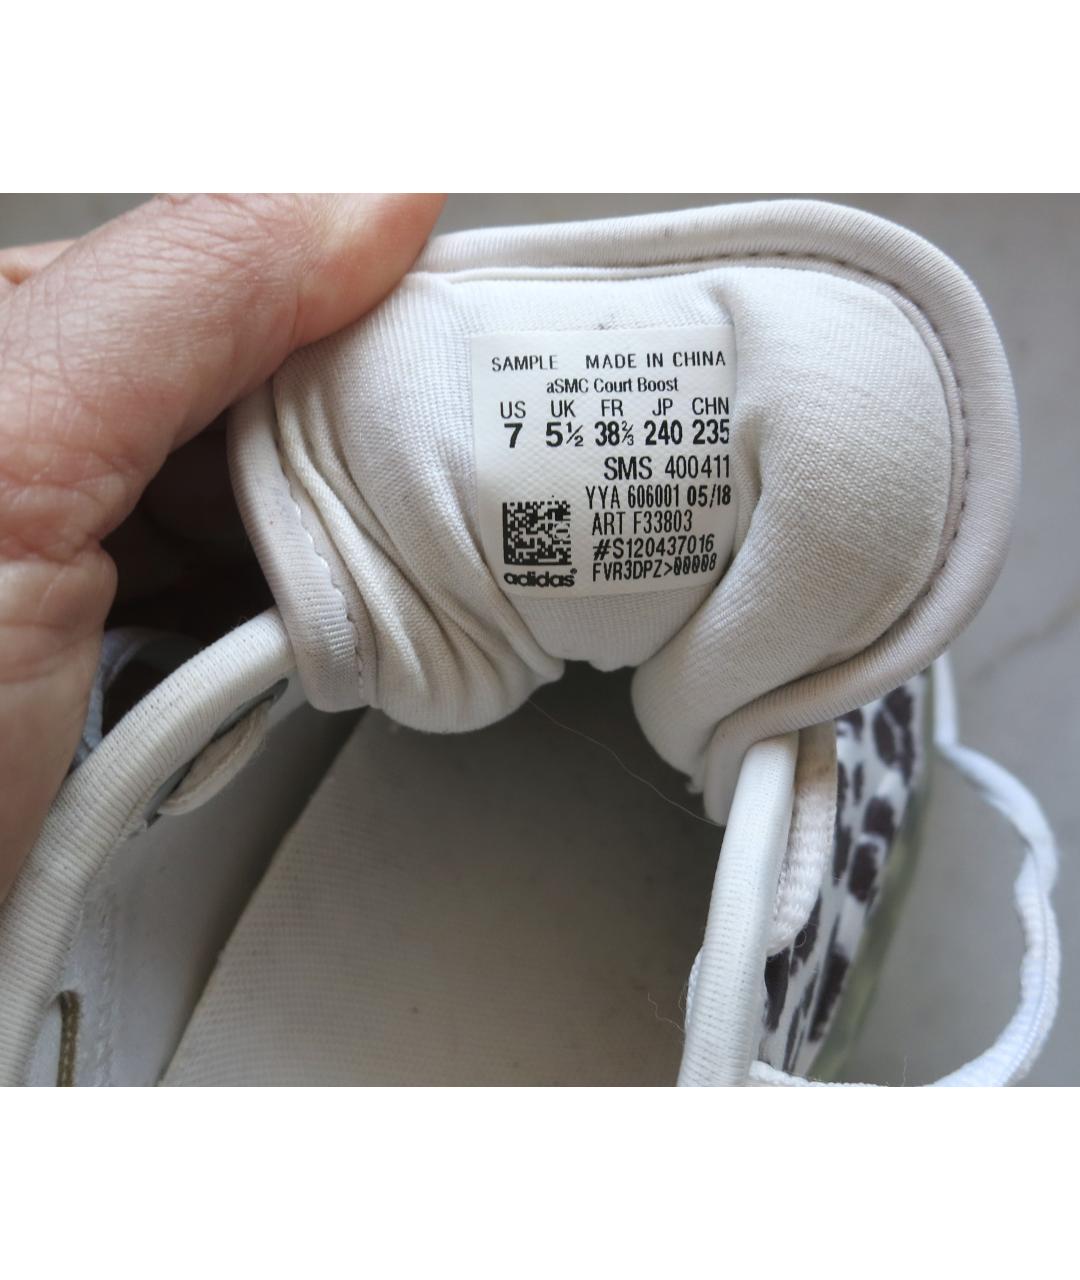 SAMPLE MADE IN CHINA
aSMC Court Boost
US UK FR JP CHN
7 5½ 38⅔ 240 235
SMS 400411
YYA 606001 05/18
ART F33803
#S120437016
FVR3DPZ>00008
adidas